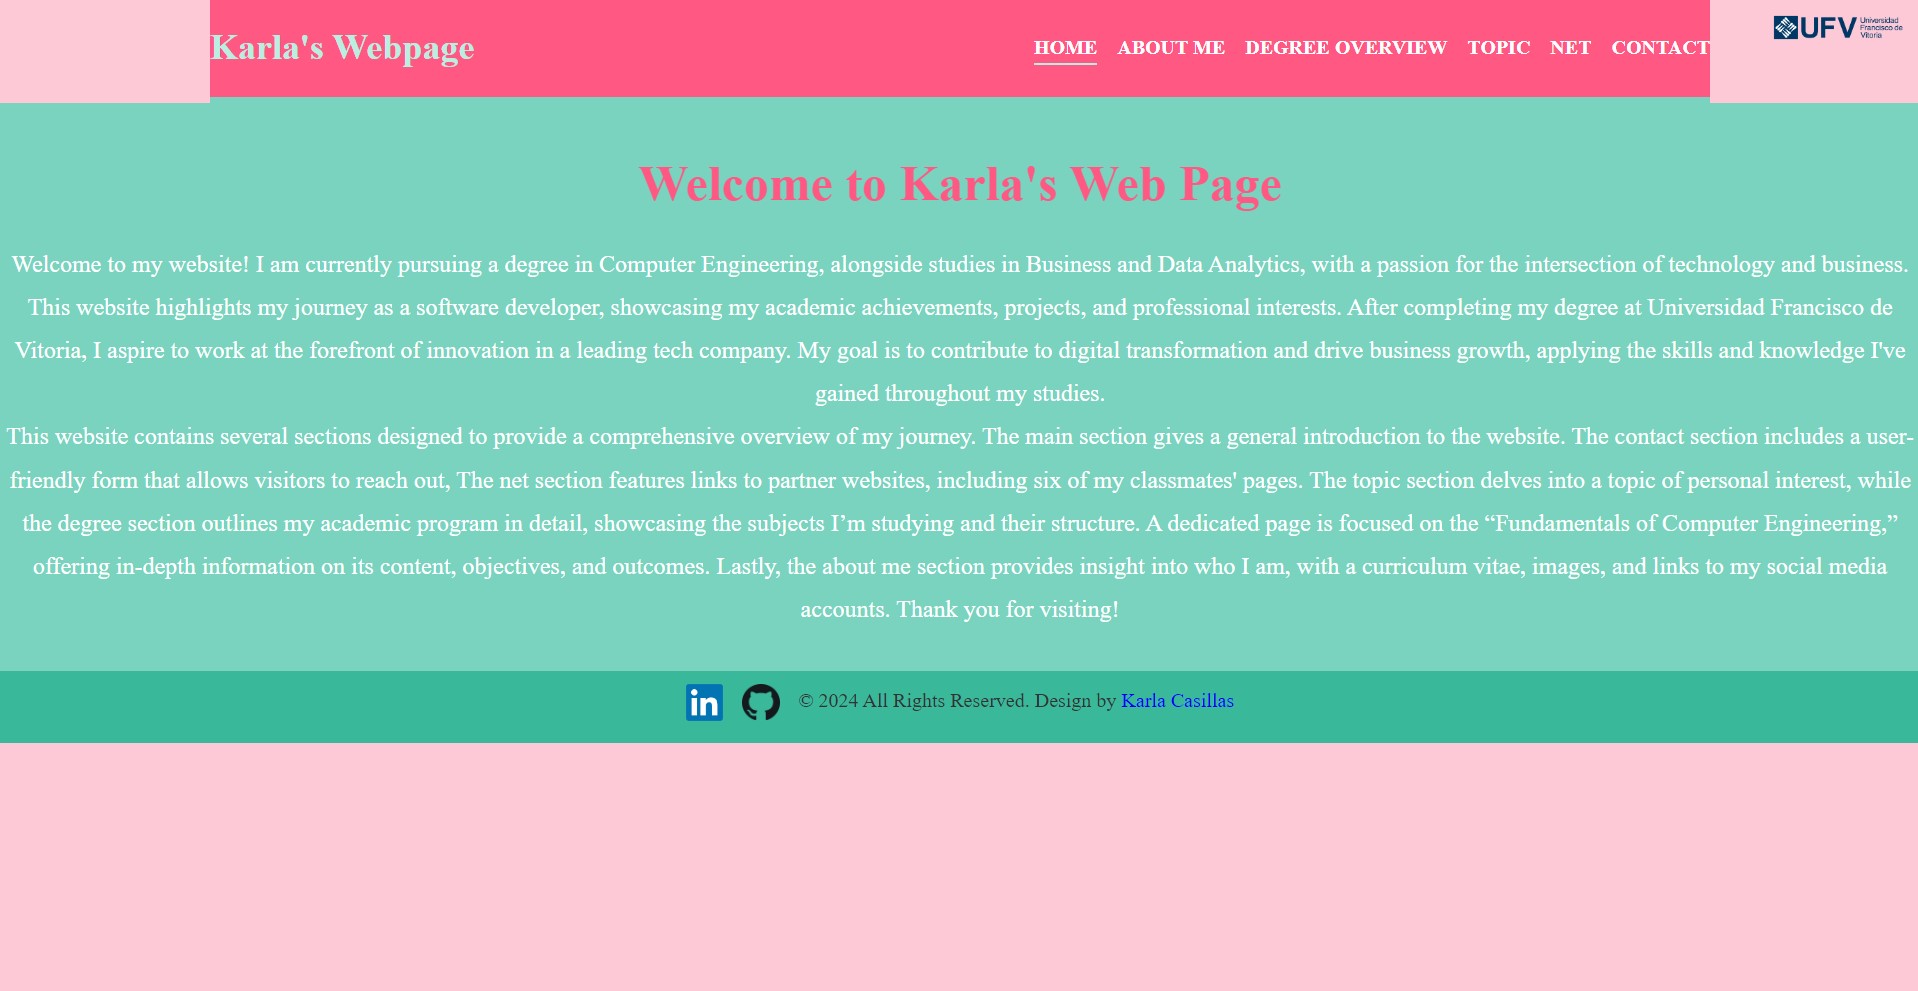 Karla's Webpage
HOME ABOUT ME DEGREE OVERVIEW TOPIC NET CONTACT
UFV Universidad
Francisco de
Vitoria
Welcome to Karla's Web Page
Welcome to my website! I am currently pursuing a degree in Computer Engineering, alongside studies in Business and Data Analytics, with a passion for the intersection of technology and business.
This website highlights my journey as a software developer, showcasing my academic achievements, projects, and professional interests. After completing my degree at Universidad Francisco de
Vitoria, I aspire to work at the forefront of innovation in a leading tech company. My goal is to contribute to digital transformation and drive business growth, applying the skills and knowledge I've
gained throughout my studies.
This website contains several sections designed to provide a comprehensive overview of my journey. The main section gives a general introduction to the website. The contact section includes a user-
friendly form that allows visitors to reach out, The net section features links to partner websites, including six of my classmates' pages. The topic section delves into a topic of personal interest, while
the degree section outlines my academic program in detail, showcasing the subjects I’m studying and their structure. A dedicated page is focused on the “Fundamentals of Computer Engineering,”
offering in-depth information on its content, objectives, and outcomes. Lastly, the about me section provides insight into who I am, with a curriculum vitae, images, and links to my social media
accounts. Thank you for visiting!
in © 2024 All Rights Reserved. Design by Karla Casillas